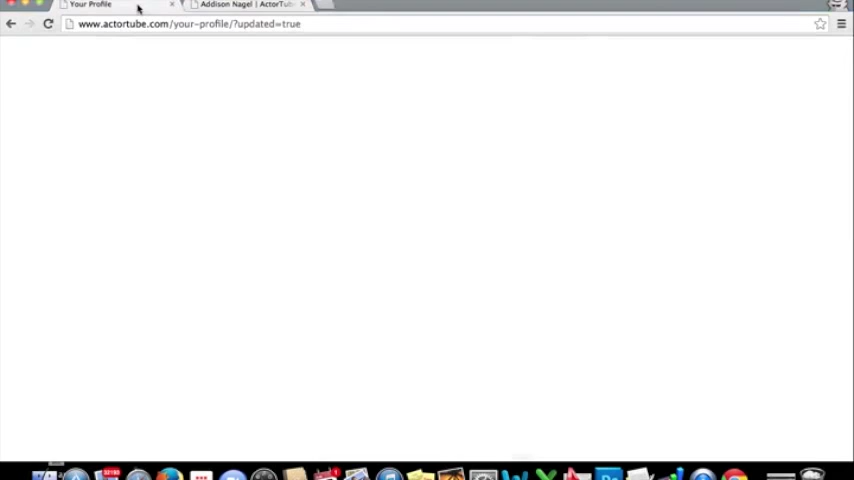 Your Profile
Addison Nagel | ActorTub
www.actortube.com/your-profile/?updated=true